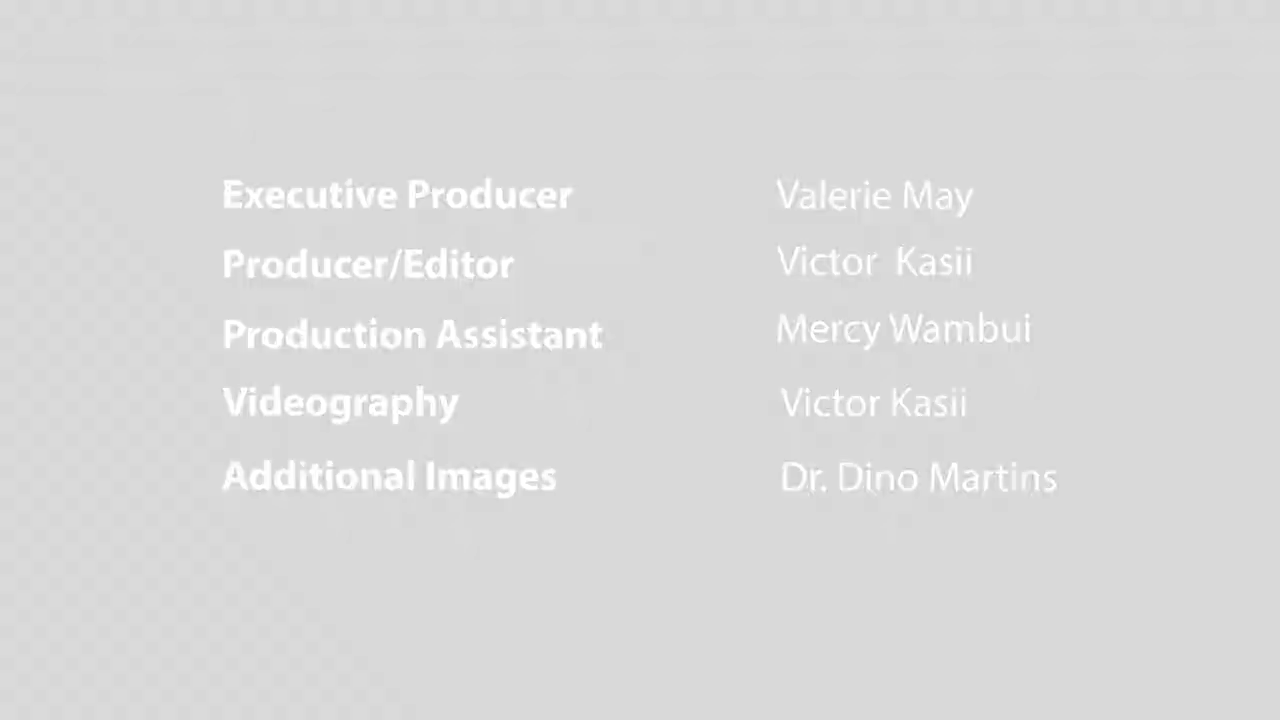 Executive Producer Valerie May
Producer/Editor Victor Kasii
Production Assistant Mercy Wambui
Videography Victor Kasii
Additional Images Dr. Dino Martins